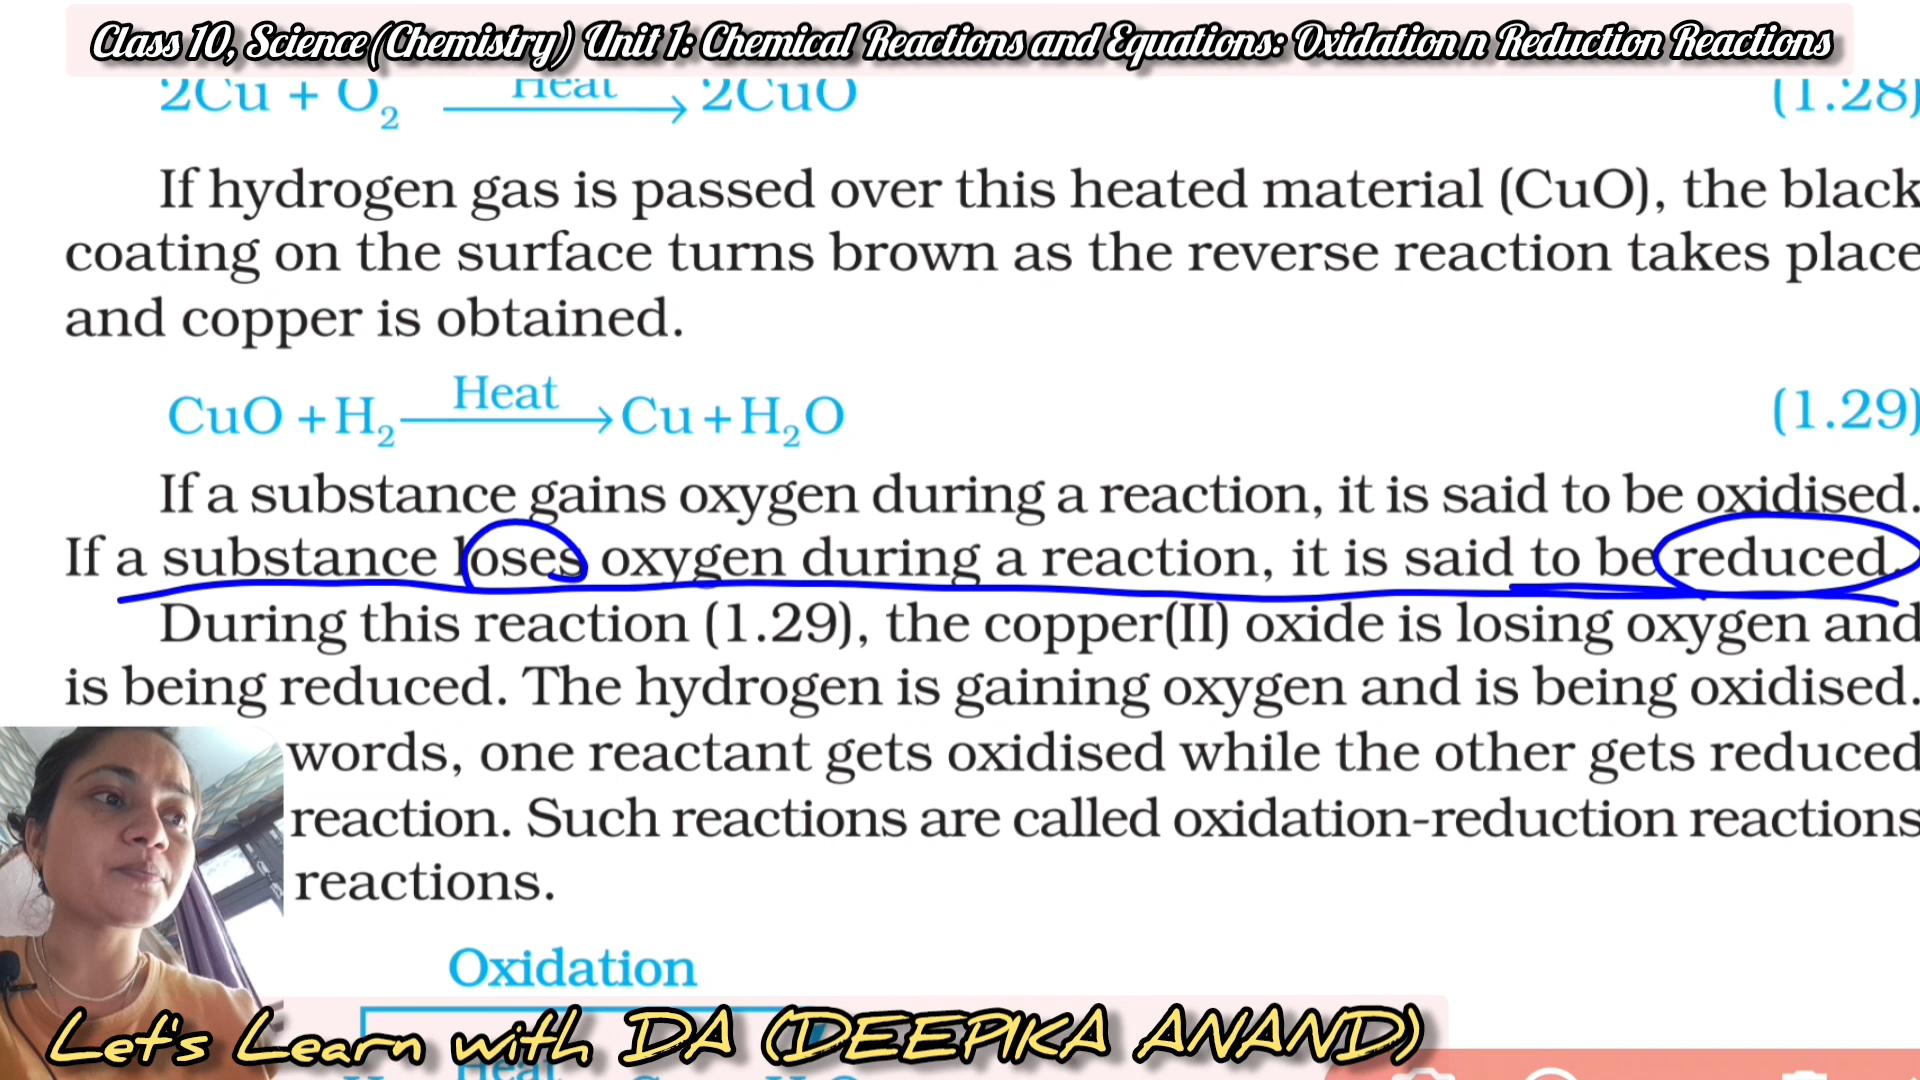 Class 10, Science (Chemistry) Unit 1: Chemical Reactions and Equations: Oxidation n Reduction Reactions
2Cu + O₂ Heat → 2CuO (1.28)
If hydrogen gas is passed over this heated material (CuO), the black
coating on the surface turns brown as the reverse reaction takes place
and copper is obtained.
CuO + H₂ Heat → Cu + H₂O (1.29)
If a substance gains oxygen during a reaction, it is said to be oxidised.
If a substance loses oxygen during a reaction, it is said to be reduced.
During this reaction (1.29), the copper(II) oxide is losing oxygen and
is being reduced. The hydrogen is gaining oxygen and is being oxidised.
words, one reactant gets oxidised while the other gets reduced
reaction. Such reactions are called oxidation-reduction reactions
reactions.
Oxidation
Let's Learn with DA (DEEPIKA ANAND)
Heat